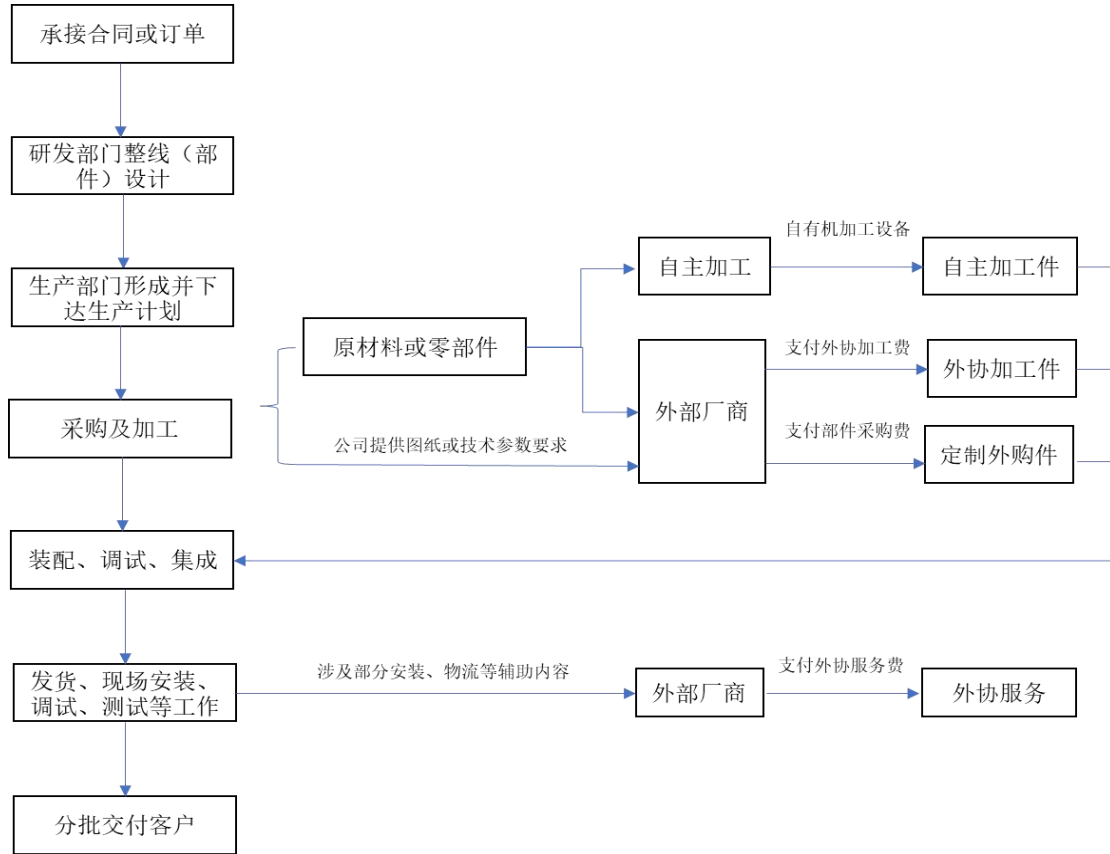 承接合同或订单
研发部门整线（部
件）设计
生产部门形成并下
达生产计划
采购及加工
装配、调试、集成
发货、现场安装、
调试、测试等工作
分批交付客户
原材料或零部件
公司提供图纸或技术参数要求
自主加工
自有机加工设备
自主加工件
外部厂商
支付外协加工费
外协加工件
支付部件采购费
定制外购件
涉及部分安装、物流等辅助内容
外部厂商
支付外协服务费
外协服务